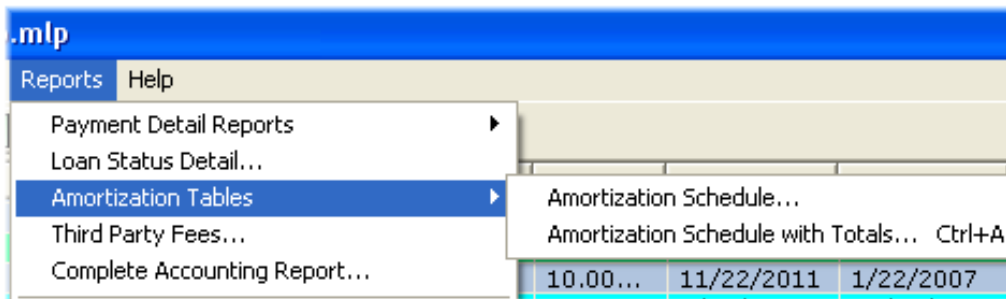 .mlp
Reports Help
Payment Detail Reports
Loan Status Detail...
Amortization Tables
Amortization Schedule...
Third Party Fees...
Amortization Schedule with Totals... Ctrl+A
Complete Accounting Report...
10.00... 11/22/2011 1/22/2007